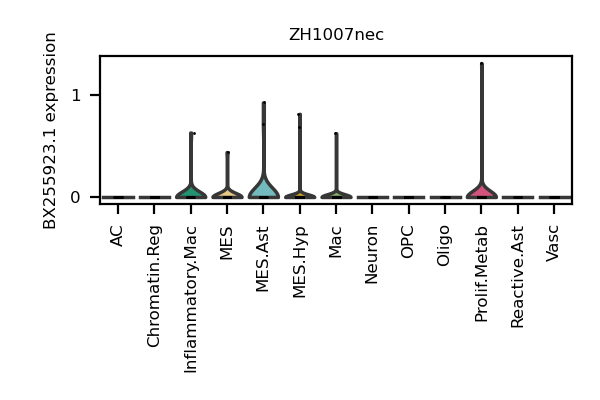 ZH1007nec
BX255923.1 expression
1
0
AC
Chromatin.Reg
Inflammatory.Mac
MES
MES.Ast
MES.Hyp
Mac
Neuron
OPC
Oligo
Prolif.Metab
Reactive.Ast
Vasc